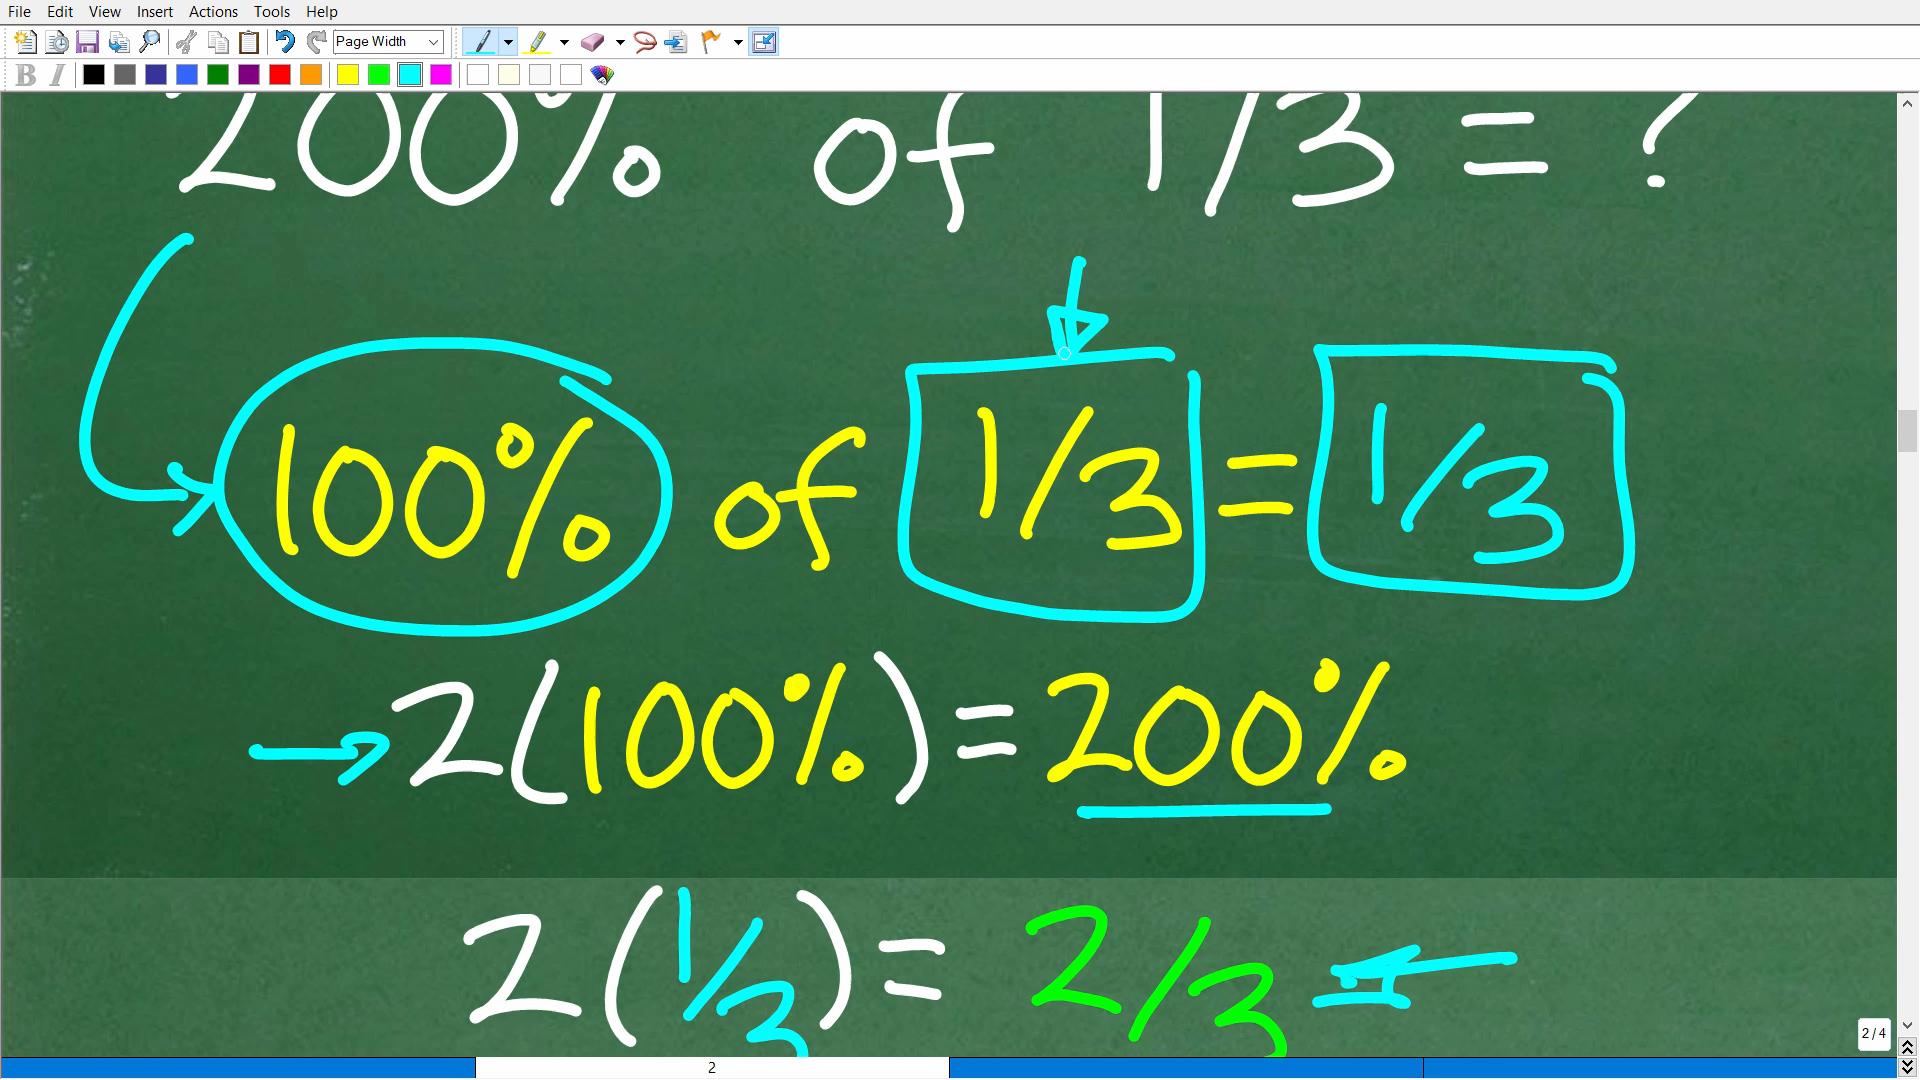 File Edit View Insert Actions Tools Help
Page Width
B I
200% of 1/3 = ?
100% of 1/3 = 1/3
2(100%) = 200%
2(1/3) = 2/3
2/4
2